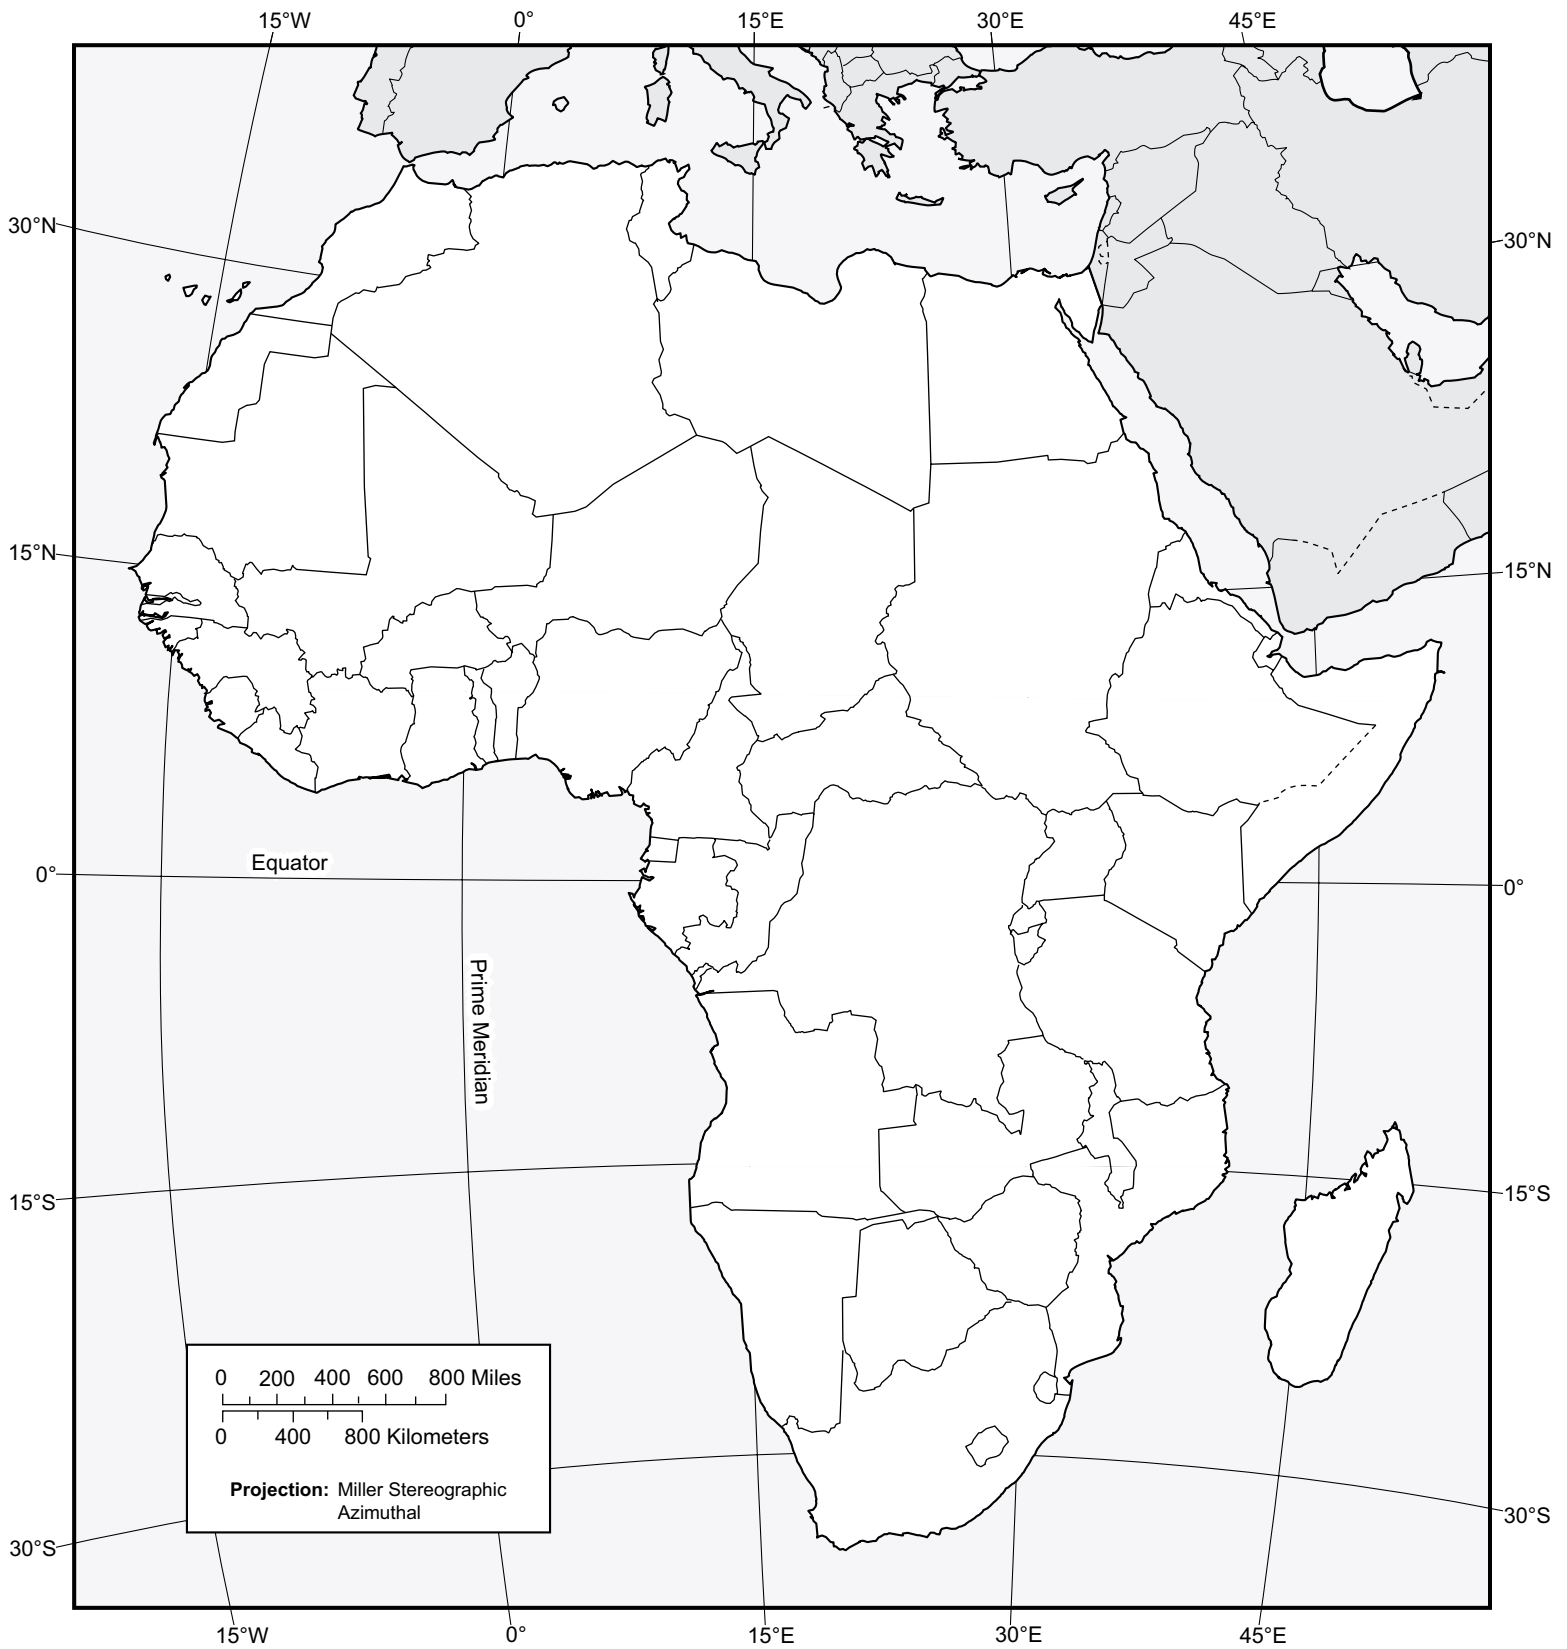 15°W 0° 15°E 30°E 45°E
30°N 30°N
15°N 15°N
Equator
0° 0°
Prime Meridian
15°S 15°S
0 200 400 600 800 Miles
0 400 800 Kilometers
Projection: Miller Stereographic
Azimuthal
30°S 30°S
15°W 0° 15°E 30°E 45°E